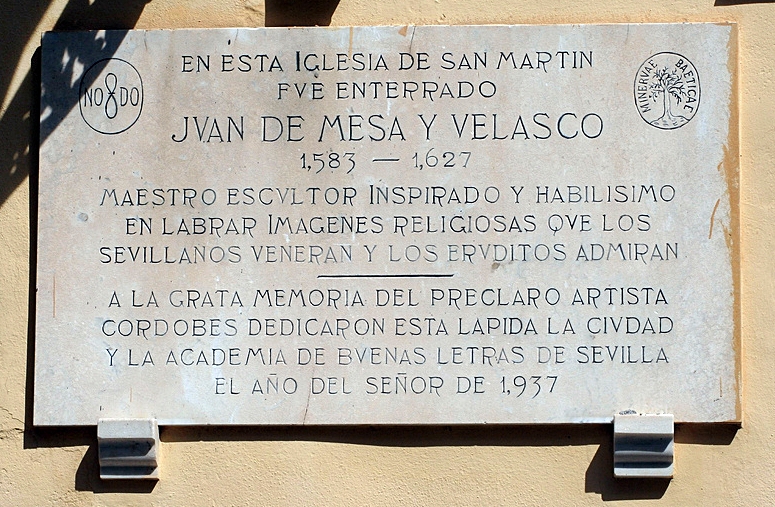 EN ESTA IGLESIA DE SAN MARTIN
FVE ENTERRADO
JVAN DE MESA Y VELASCO
1,583 — 1,627
MAESTRO ESCVLTOR INSPIRADO Y HABILISIMO
EN LABRAR IMAGENES RELIGIOSAS QVE LOS
SEVILLANOS VENERAN Y LOS ERVDITOS ADMIRAN
A LA GRATA MEMORIA DEL PRECLARO ARTISTA
CORDOBES DEDICARON ESTA LAPIDA LA CIVDAD
Y LA ACADEMIA DE BVENAS LETRAS DE SEVILLA
EL AÑO DEL SEÑOR DE 1,937
NO8DO
MINERVAE BAETICAE